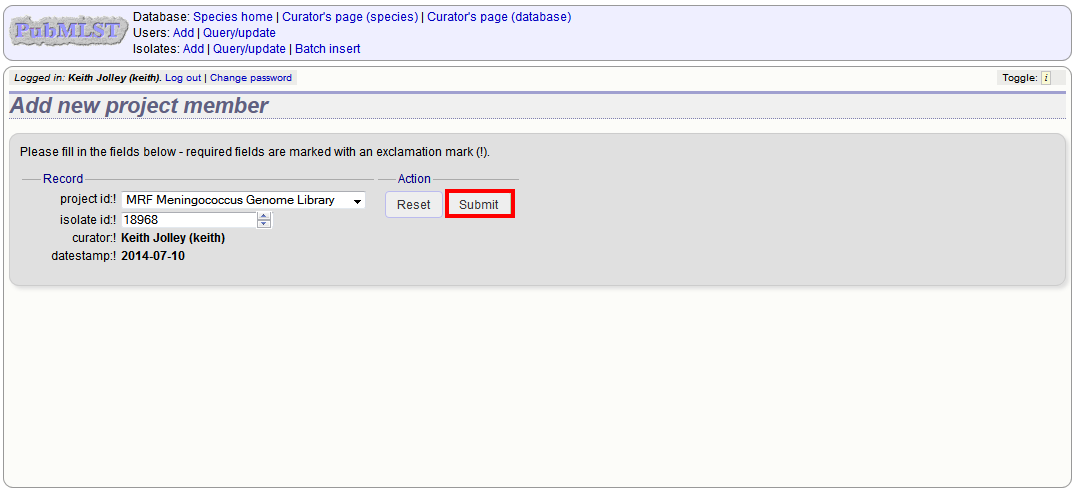 PubMLST
Database: Species home | Curator's page (species) | Curator's page (database)
Users: Add | Query/update
Isolates: Add | Query/update | Batch insert
Logged in: Keith Jolley (keith). Log out | Change password
Toggle: i
Add new project member
Please fill in the fields below - required fields are marked with an exclamation mark (!).
Record
project id:! MRF Meningococcus Genome Library
isolate id:! 18968
curator:! Keith Jolley (keith)
datestamp:! 2014-07-10
Action
Reset Submit